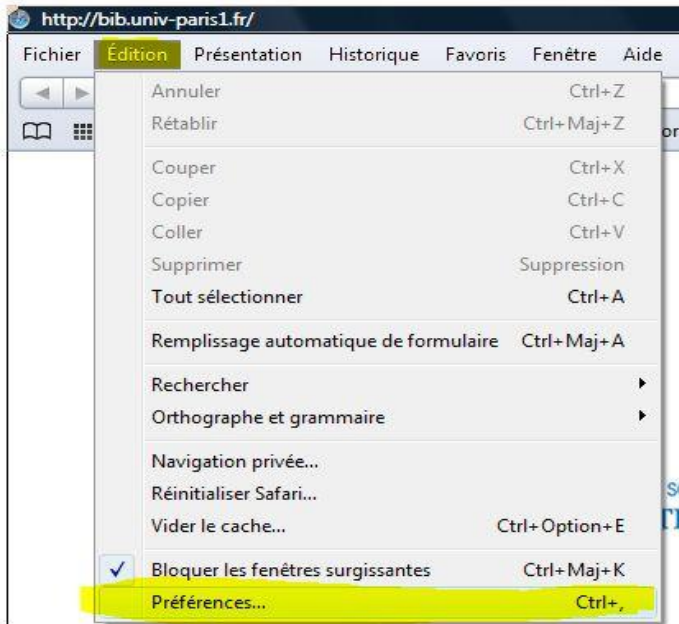 http://bib.univ-paris1.fr/
Fichier Édition Présentation Historique Favoris Fenêtre Aide
Annuler Ctrl+Z
Rétablir Ctrl+Maj+Z
Couper Ctrl+X
Copier Ctrl+C
Coller Ctrl+V
Supprimer Suppression
Tout sélectionner Ctrl+A
Remplissage automatique de formulaire Ctrl+Maj+A
Rechercher
Orthographe et grammaire
Navigation privée...
Réinitialiser Safari...
Vider le cache... Ctrl+Option+E
Bloquer les fenêtres surgissantes Ctrl+Maj+K
Préférences... Ctrl+,